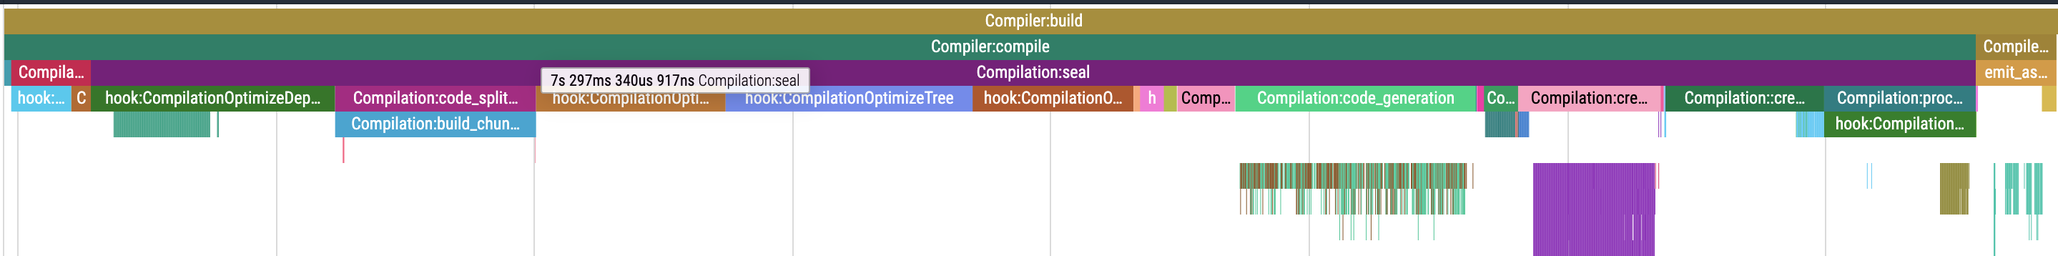 Compiler:build
Compiler:compile Compile...
Compila... Compilation:seal emit_as...
7s 297ms 340us 917ns Compilation:seal
hook:... C hook:CompilationOptimizeDep... Compilation:code_split... hook:CompilationOpti... hook:CompilationOptimizeTree hook:CompilationO... h Comp... Compilation:code_generation Co... Compilation:cre... Compilation::cre... Compilation:proc...
Compilation:build_chun... hook:Compilation...